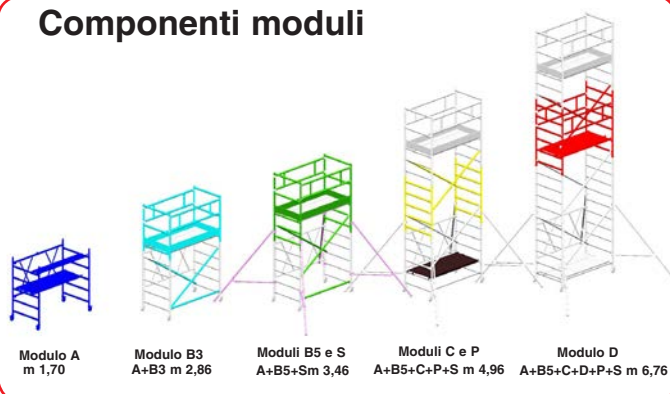 Componenti moduli
Modulo A
m 1,70
Modulo B3
A+B3 m 2,86
Moduli B5 e S
A+B5+Sm 3,46
Moduli C e P
A+B5+C+P+S m 4,96
Modulo D
A+B5+C+D+P+S m 6,76